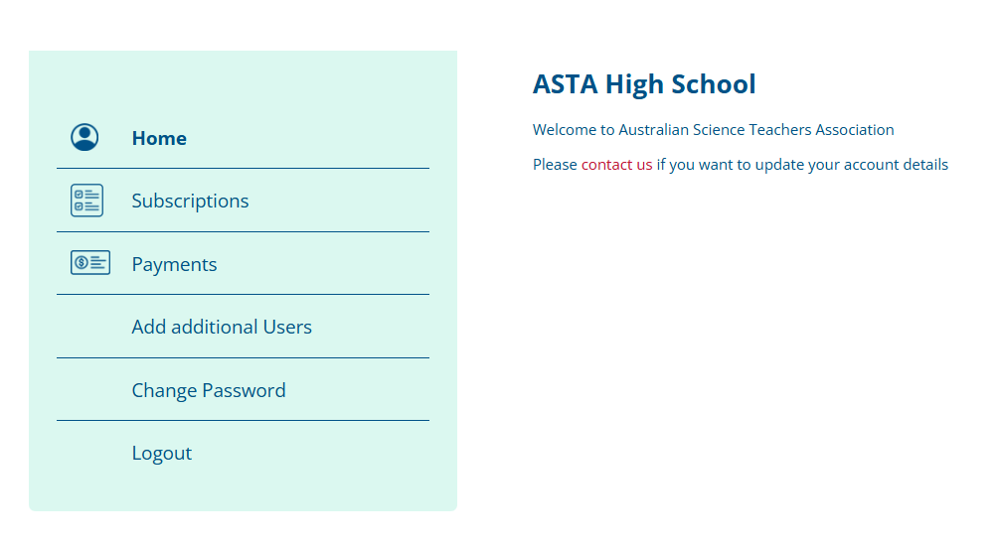 Home
Subscriptions
Payments
Add additional Users
Change Password
Logout
ASTA High School
Welcome to Australian Science Teachers Association
Please contact us if you want to update your account details